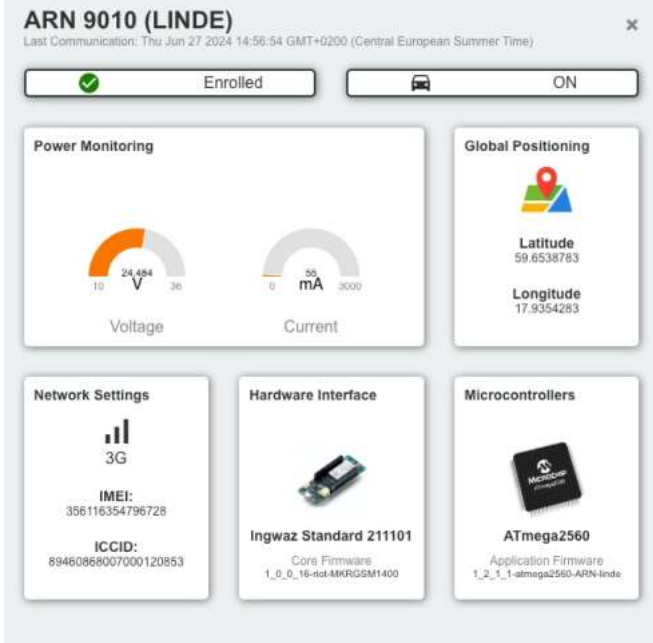 ARN 9010 (LINDE)
×
Last Communication: Thu Jun 27 2024 14:56:54 GMT+0200 (Central European Summer Time)
Enrolled
ON
Power Monitoring
24,484
V
10
36
Voltage
55
mA
0
3000
Current
Global Positioning
Latitude
59.6538783
Longitude
17.9354283
Network Settings
3G
IMEI:
356116354796728
ICCID:
89460868007000120853
Hardware Interface
Ingwaz Standard 211101
Core Firmware
1_0_0_16-riot-MKRGSM1400
Microcontrollers
MICROCHIP
ATmega2560
ATmega2560
Application Firmware
1_2_1_1-atmega2560-ARN-linde